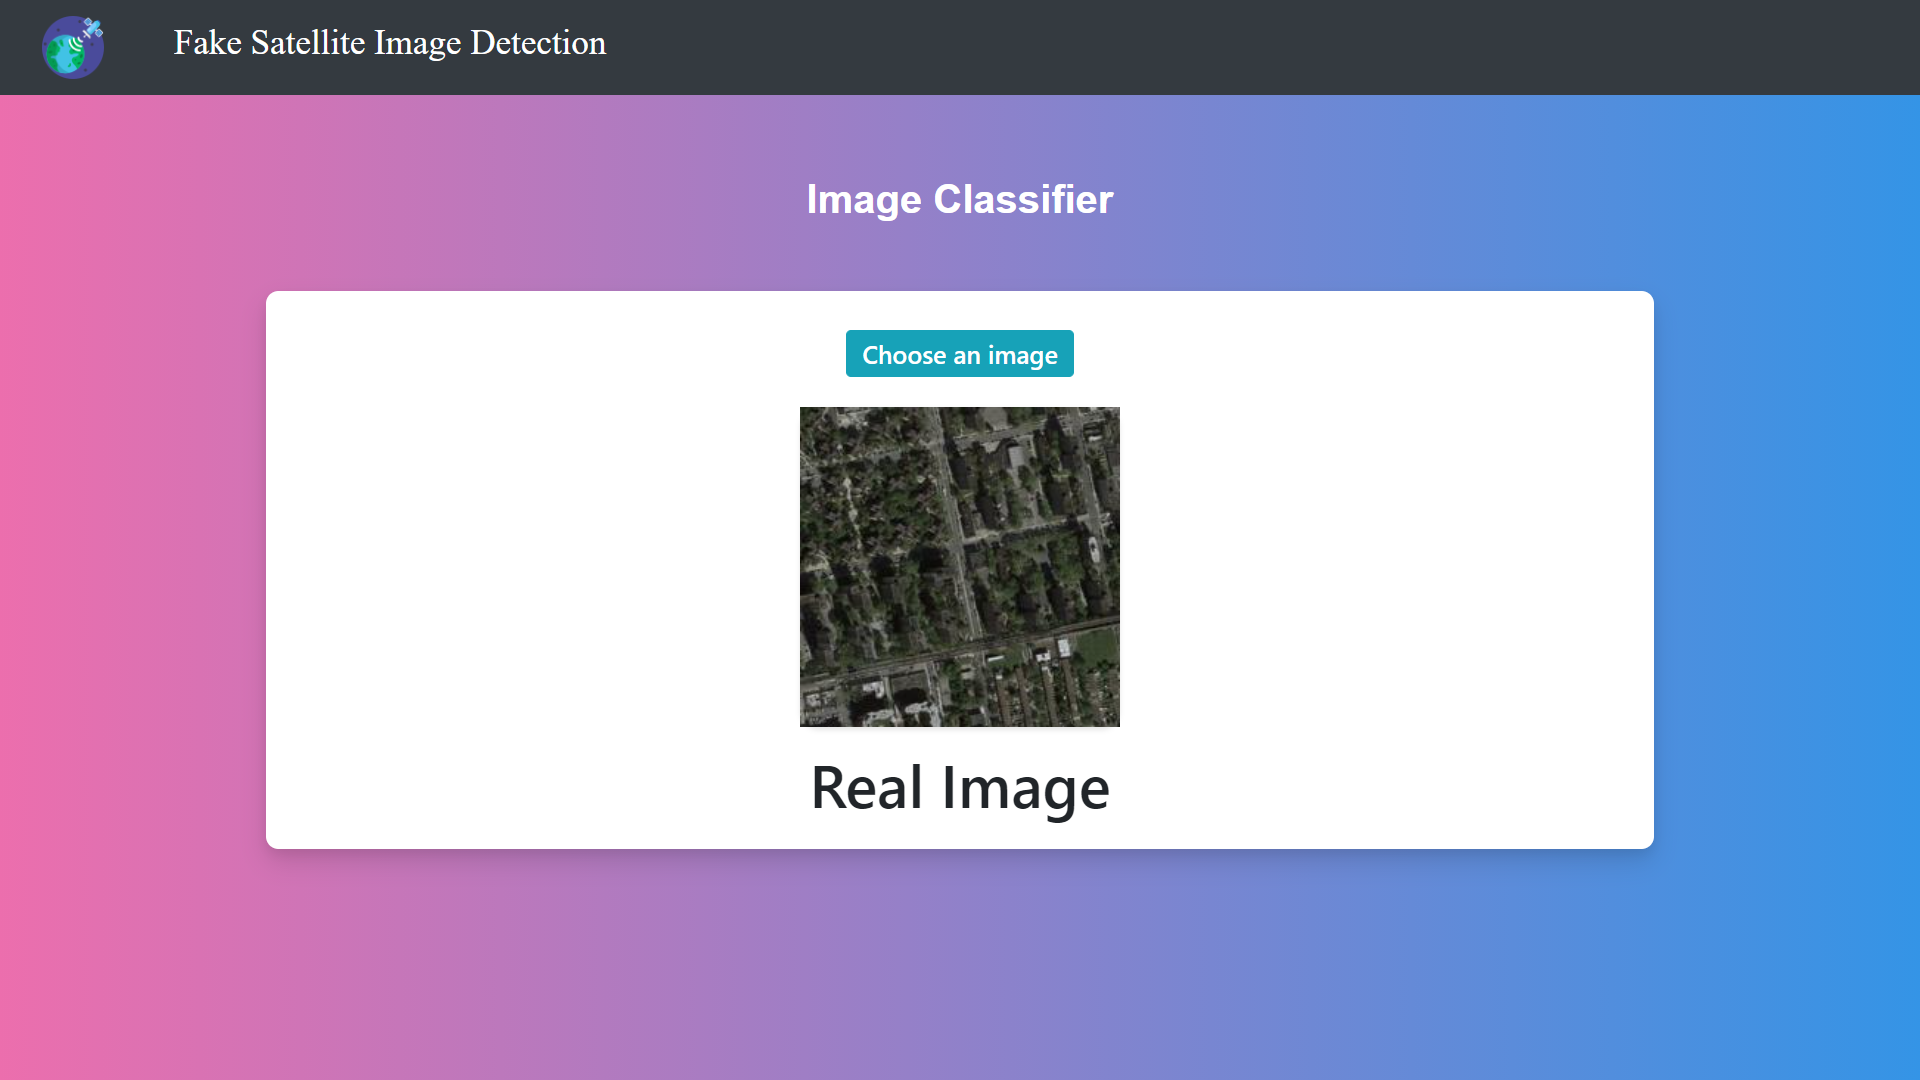 Fake Satellite Image Detection
Image Classifier
Choose an image
Real Image